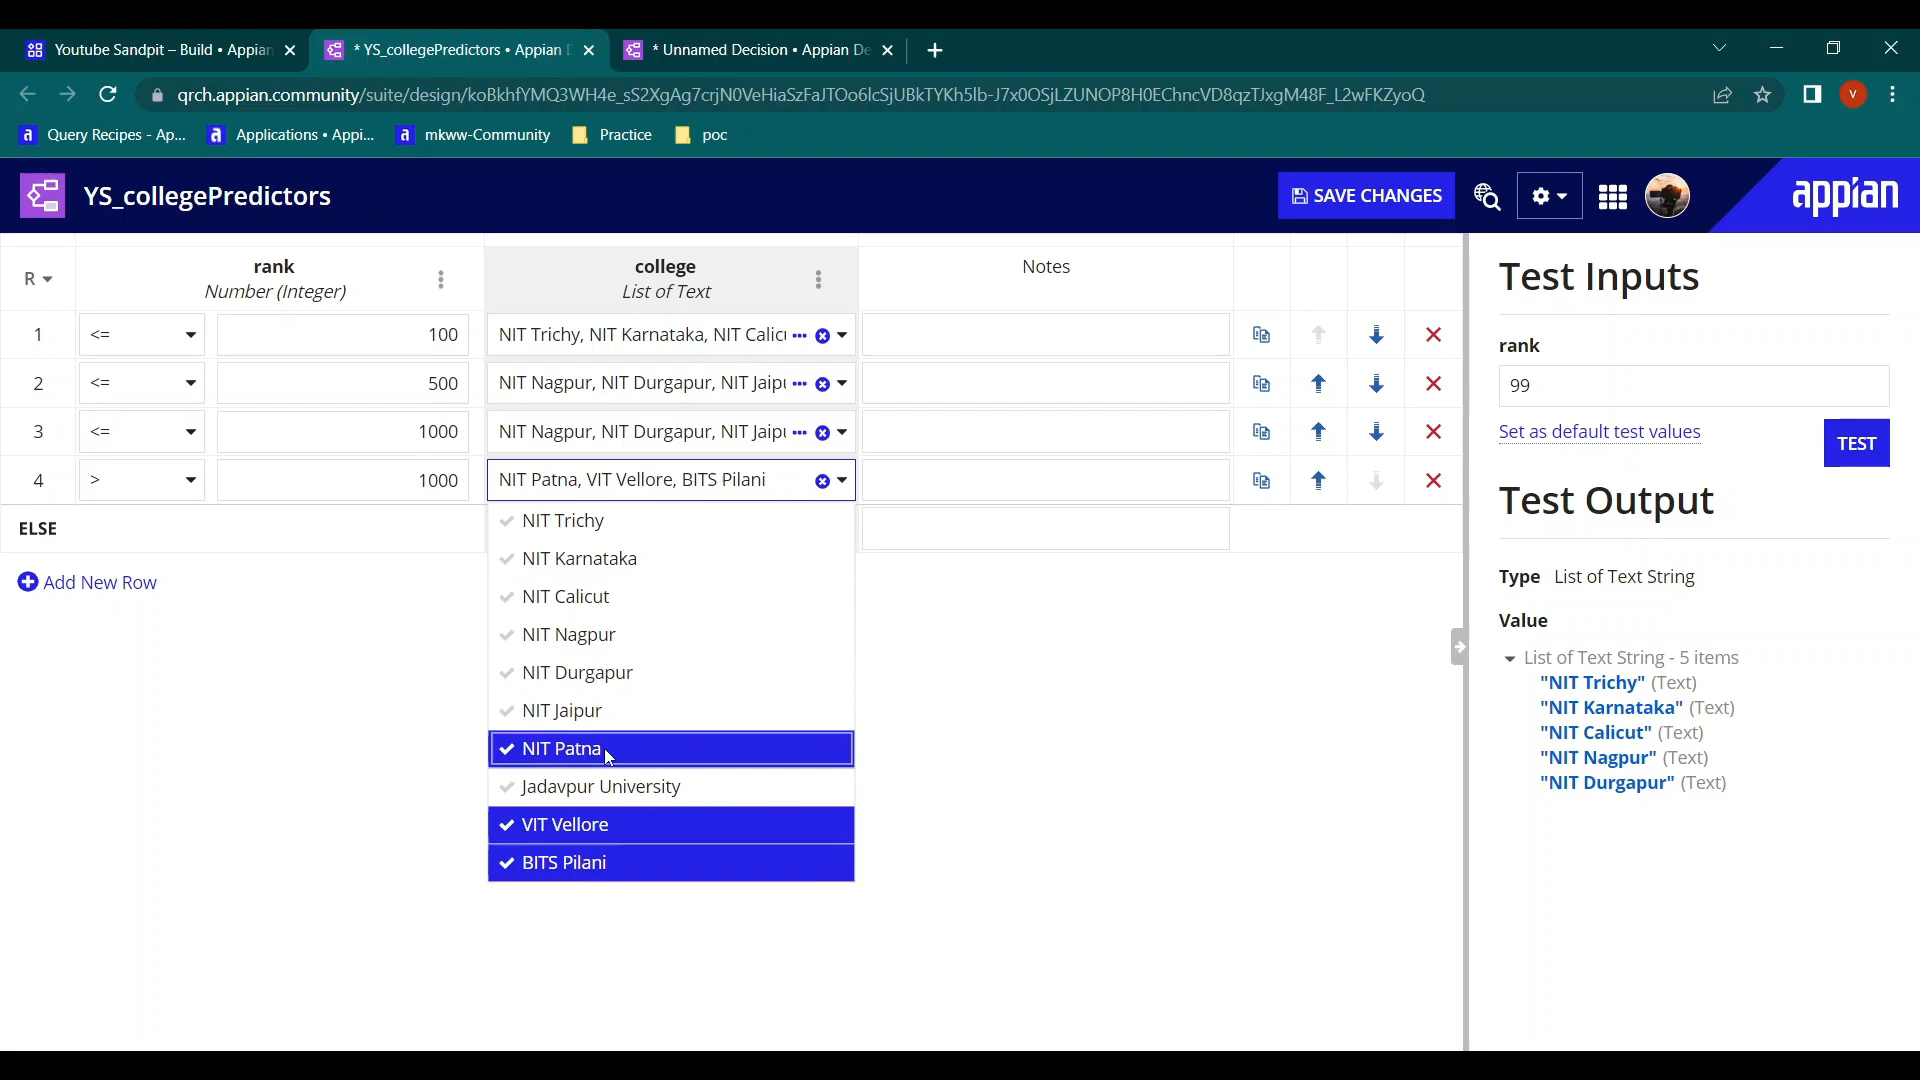 Youtube Sandpit – Build • Appian
* YS_collegePredictors • Appian D
* Unnamed Decision • Appian De
qrch.appian.community/suite/design/koBkhfYMQ3WH4e_sS2XgAg7crjN0VeHiaSzFaJTOo6lcSjUBkTYKh5lb-J7x0OSjLZUNOP8H0EChncVD8qzTJxgM48F_L2wFKZyoQ
V
a Query Recipes - Ap...
a Applications • Appi...
a mkww-Community
Practice
poc
YS_collegePredictors
SAVE CHANGES
appian
R
rank
Number (Integer)
college
List of Text
Notes
1 <= 100 NIT Trichy, NIT Karnataka, NIT Calicu ···
2 <= 500 NIT Nagpur, NIT Durgapur, NIT Jaipu ···
3 <= 1000 NIT Nagpur, NIT Durgapur, NIT Jaipu ···
4 > 1000 NIT Patna, VIT Vellore, BITS Pilani
ELSE
Add New Row
NIT Trichy
NIT Karnataka
NIT Calicut
NIT Nagpur
NIT Durgapur
NIT Jaipur
NIT Patna
Jadavpur University
VIT Vellore
BITS Pilani
Test Inputs
rank
99
Set as default test values
TEST
Test Output
Type List of Text String
Value
List of Text String - 5 items
"NIT Trichy" (Text)
"NIT Karnataka" (Text)
"NIT Calicut" (Text)
"NIT Nagpur" (Text)
"NIT Durgapur" (Text)